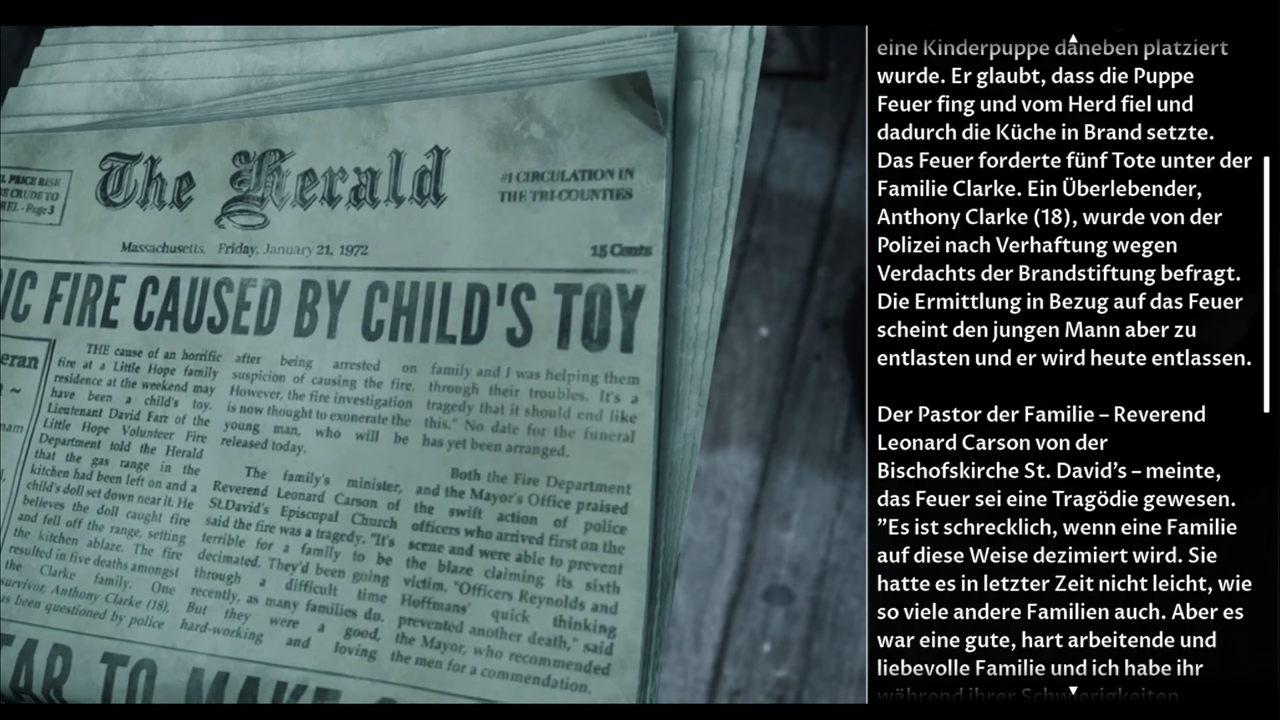 The Herald
L PRICE RISE
CRUDE TO
REL - Page 3
#1 CIRCULATION IN
THE TRI-COUNTIES
Massachusetts, Friday, January 21, 1972
15 Cents
IC FIRE CAUSED BY CHILD'S TOY
eran
~
nam
THE cause of an horrific
fire at a Little Hope family
residence at the weekend may
have been a child's toy.
Lieutenant David Farr of the
Little Hope Volunteer Fire
Department told the Herald
that the gas range in the
kitchen had been left on and a
child's doll set down near it. He
believes the doll caught fire
and fell off the range, setting
the kitchen ablaze. The fire
resulted in five deaths amongst
the Clarke family. One
survivor, Anthony Clarke (18),
as been questioned by police
after being arrested on
suspicion of causing the fire.
However, the fire investigation
is now thought to exonerate the
young man, who will be
released today.
The family's minister,
Reverend Leonard Carson of
St.David's Episcopal Church
said the fire was a tragedy. "It's
terrible for a family to be
decimated. They'd been going
through a difficult time
recently, as many families do.
But they were a good,
hard-working and loving
family and I was helping them
through their troubles. It's a
tragedy that it should end like
this." No date for the funeral
has yet been arranged.
Both the Fire Department
and the Mayor's Office praised
the swift action of police
officers who arrived first on the
scene and were able to prevent
the blaze claiming its sixth
victim. "Officers Reynolds and
Hoffmans' quick thinking
prevented another death," said
the Mayor, who recommended
the men for a commendation.
TAR TO MAKE
eine Kinderpuppe daneben platziert
wurde. Er glaubt, dass die Puppe
Feuer fing und vom Herd fiel und
dadurch die Küche in Brand setzte.
Das Feuer forderte fünf Tote unter der
Familie Clarke. Ein Überlebender,
Anthony Clarke (18), wurde von der
Polizei nach Verhaftung wegen
Verdachts der Brandstiftung befragt.
Die Ermittlung in Bezug auf das Feuer
scheint den jungen Mann aber zu
entlasten und er wird heute entlassen.
Der Pastor der Familie – Reverend
Leonard Carson von der
Bischofskirche St. David's – meinte,
das Feuer sei eine Tragödie gewesen.
"Es ist schrecklich, wenn eine Familie
auf diese Weise dezimiert wird. Sie
hatte es in letzter Zeit nicht leicht, wie
so viele andere Familien auch. Aber es
war eine gute, hart arbeitende und
liebevolle Familie und ich habe ihr
während ihrer Schwierigkeiten